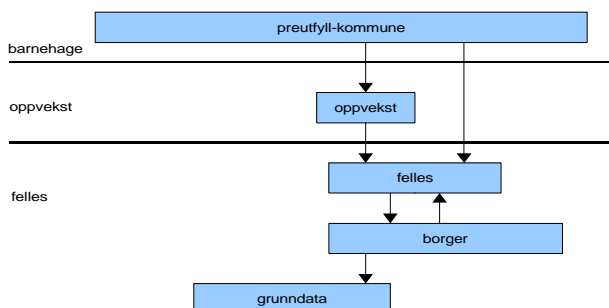 preutfyll-kommune
barnehage
oppvekst
oppvekst
felles
felles
borger
grunndata